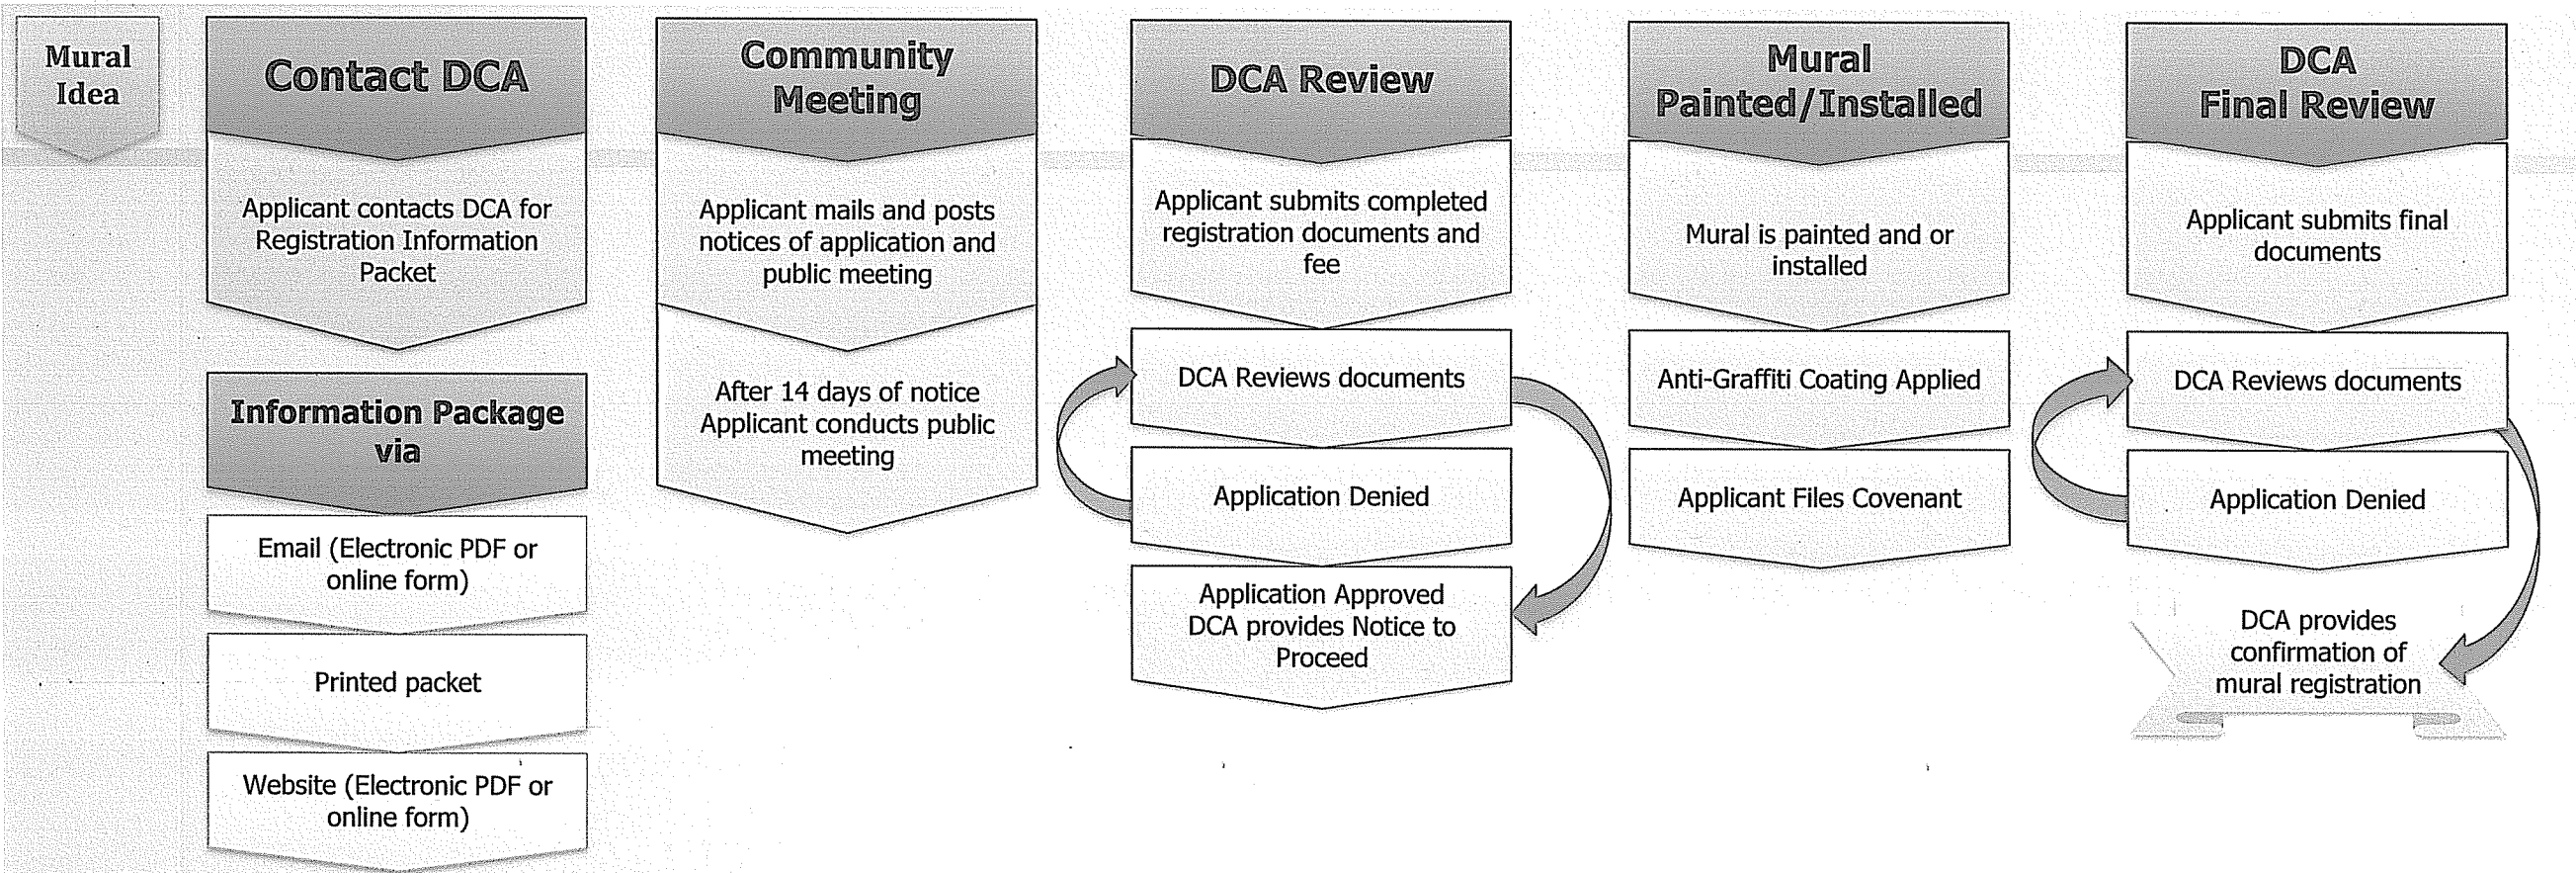 Mural
Idea
Contact DCA
Applicant contacts DCA for
Registration Information
Packet
Information Package
via
Email (Electronic PDF or
online form)
Printed packet
Website (Electronic PDF or
online form)
Community
Meeting
Applicant mails and posts
notices of application and
public meeting
After 14 days of notice
Applicant conducts public
meeting
DCA Review
Applicant submits completed
registration documents and
fee
DCA Reviews documents
Application Denied
Application Approved
DCA provides Notice to
Proceed
Mural
Painted/Installed
Mural is painted and or
installed
Anti-Graffiti Coating Applied
Applicant Files Covenant
DCA
Final Review
Applicant submits final
documents
DCA Reviews documents
Application Denied
DCA provides
confirmation of
mural registration